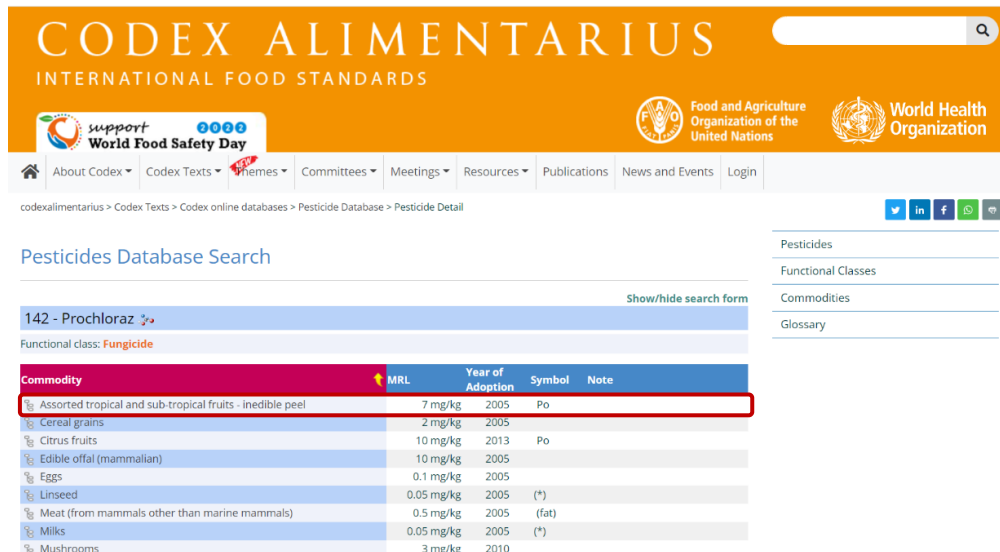 CODEX ALIMENTARIUS
INTERNATIONAL FOOD STANDARDS
support 2022
World Food Safety Day
Food and Agriculture
Organization of the
United Nations
World Health
Organization
About Codex Codex Texts NEW Themes Committees Meetings Resources Publications News and Events Login
codexalimentarius > Codex Texts > Codex online databases > Pesticide Database > Pesticide Detail
Pesticides Database Search
Show/hide search form
142 - Prochloraz
Functional class: Fungicide
Commodity MRL Year of Adoption Symbol Note
Assorted tropical and sub-tropical fruits - inedible peel 7 mg/kg 2005 Po
Cereal grains 2 mg/kg 2005
Citrus fruits 10 mg/kg 2013 Po
Edible offal (mammalian) 10 mg/kg 2005
Eggs 0.1 mg/kg 2005
Linseed 0.05 mg/kg 2005 (*)
Meat (from mammals other than marine mammals) 0.5 mg/kg 2005 (fat)
Milks 0.05 mg/kg 2005 (*)
Mushrooms 3 mg/kg 2010
Pesticides
Functional Classes
Commodities
Glossary